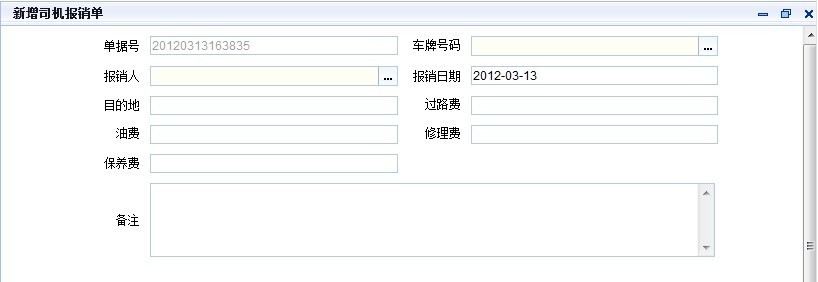 新增司机报销单
单据号 20120313163835 车牌号码 ...
报销人 ... 报销日期 2012-03-13
目的地 过路费
油费 修理费
保养费
备注